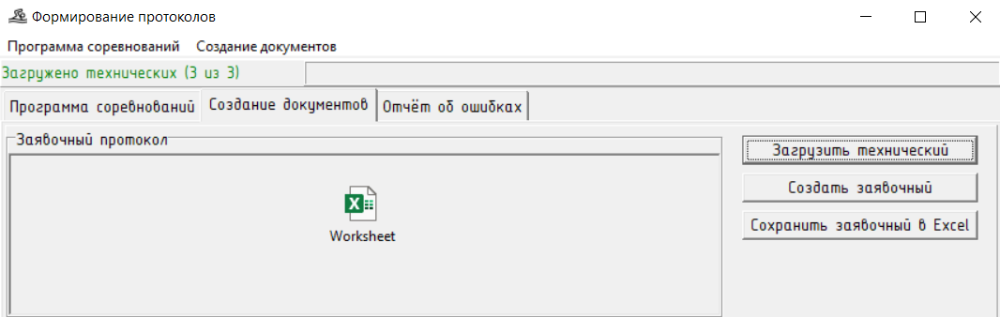 Формирование протоколов
Программа соревнований Создание документов
Загружено технических (3 из 3)
Программа соревнований Создание документов Отчёт об ошибках
Заявочный протокол
Worksheet
Загрузить технический
Создать заявочный
Сохранить заявочный в Excel